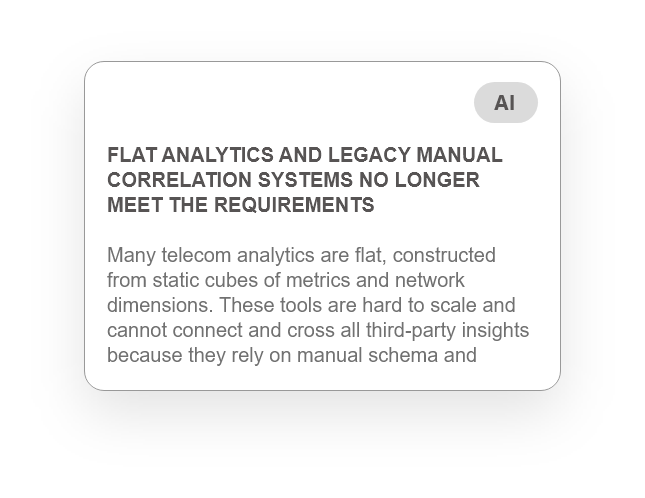 AI
FLAT ANALYTICS AND LEGACY MANUAL
CORRELATION SYSTEMS NO LONGER
MEET THE REQUIREMENTS
Many telecom analytics are flat, constructed
from static cubes of metrics and network
dimensions. These tools are hard to scale and
cannot connect and cross all third-party insights
because they rely on manual schema and